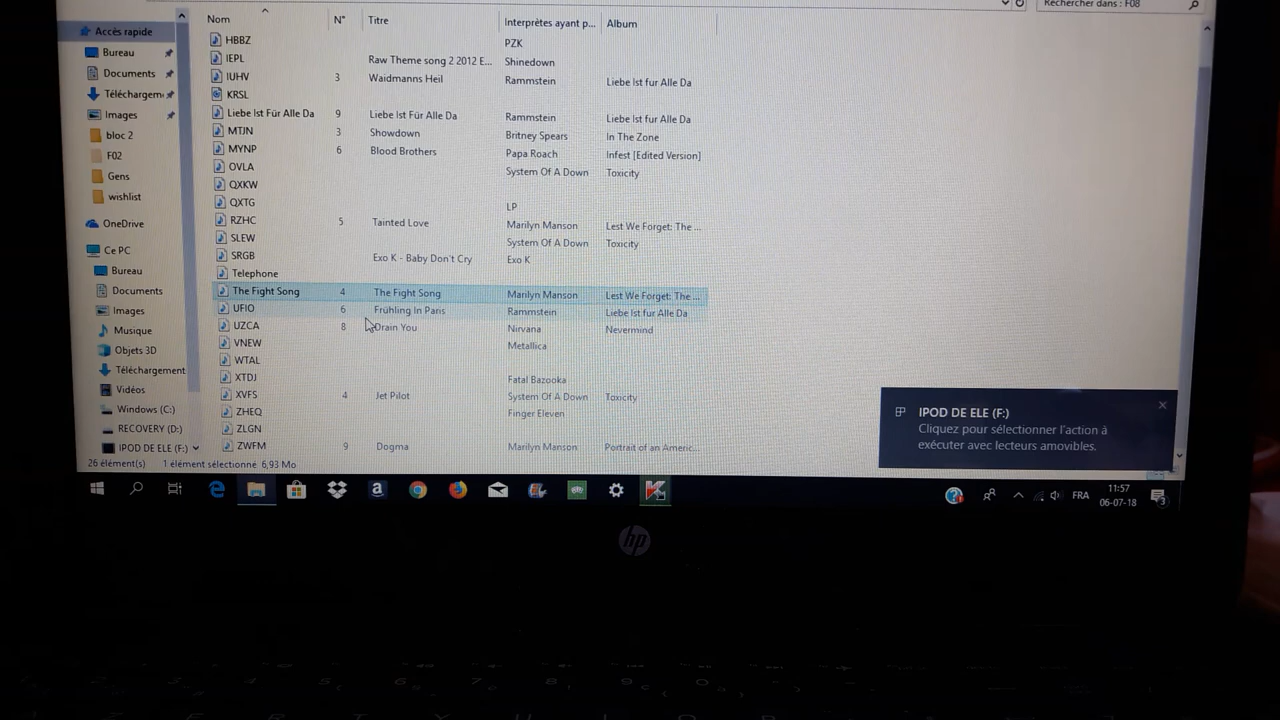 Rechercher dans : F08
Nom N° Titre Interprètes ayant p... Album
Accès rapide
Bureau
Documents
Téléchargem
Images
bloc 2
F02
Gens
wishlist
OneDrive
Ce PC
Bureau
Documents
Images
Musique
Objets 3D
Téléchargement
Vidéos
Windows (C:)
RECOVERY (D:)
IPOD DE ELE (F:)
HBBZ PZK
IEPL Raw Theme song 2 2012 E... Shinedown
IUHV 3 Waidmanns Heil Rammstein Liebe Ist fur Alle Da
KRSL
Liebe Ist Für Alle Da 9 Liebe Ist Für Alle Da Rammstein Liebe Ist fur Alle Da
MTJN 3 Showdown Britney Spears In The Zone
MYNP 6 Blood Brothers Papa Roach Infest [Edited Version]
OVLA System Of A Down Toxicity
QXKW
QXTG LP
RZHC 5 Tainted Love Marilyn Manson Lest We Forget: The ...
SLEW System Of A Down Toxicity
SRGB Exo K - Baby Don't Cry Exo K
Telephone
The Fight Song 4 The Fight Song Marilyn Manson Lest We Forget: The ...
UFIO 6 Frühling In Paris Rammstein Liebe Ist fur Alle Da
UZCA 8 Drain You Nirvana Nevermind
VNEW Metallica
WTAL
XTDJ Fatal Bazooka
XVFS 4 Jet Pilot System Of A Down Toxicity
ZHEQ Finger Eleven
ZLGN
ZWFM 9 Dogma Marilyn Manson Portrait of an Americ...
26 élément(s) 1 élément sélectionné 6,93 Mo
IPOD DE ELE (F:)
Cliquez pour sélectionner l'action à
exécuter avec lecteurs amovibles.
FRA
11:57
06-07-18
3
hp